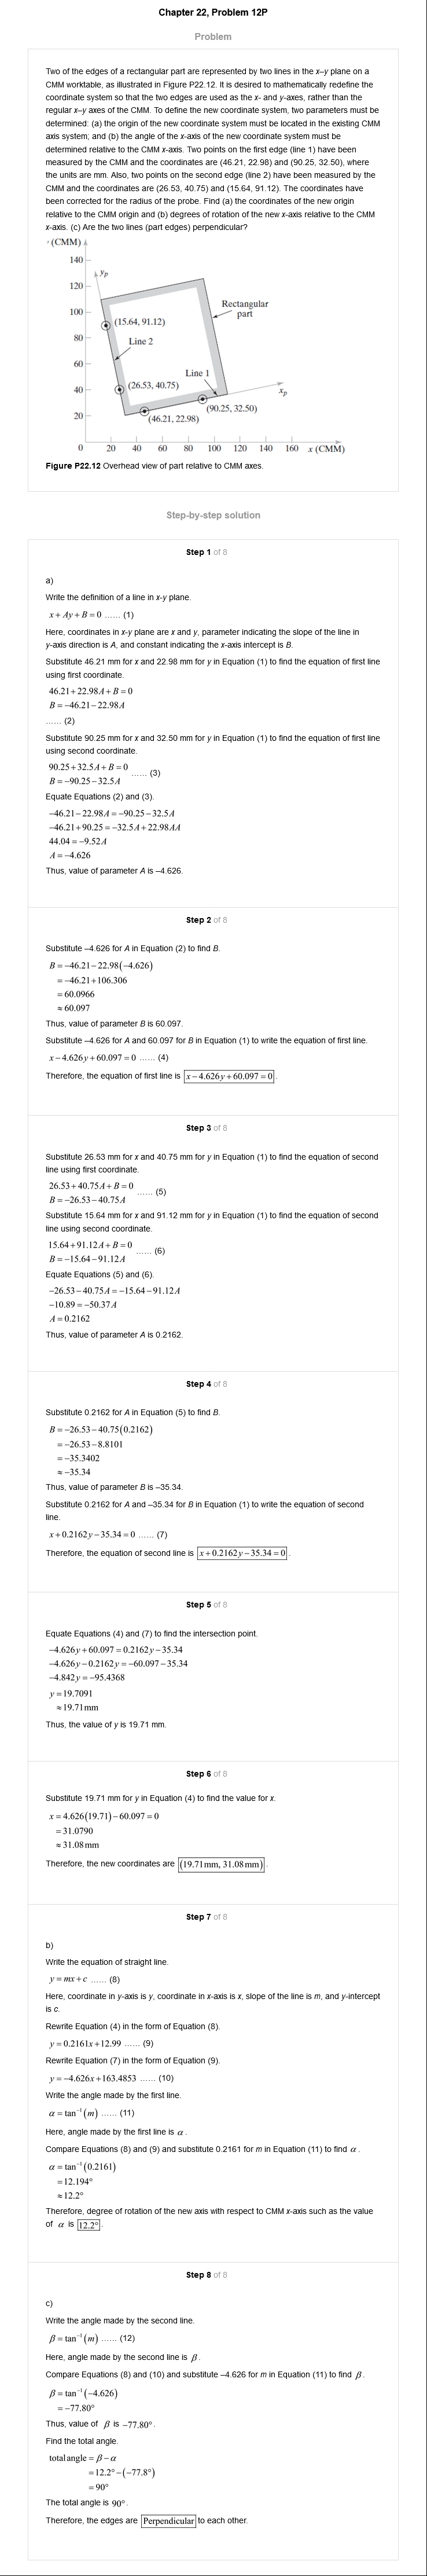 Chapter 22, Problem 12P
Problem
Two of the edges of a rectangular part are represented by two lines in the x–y plane on a
CMM worktable, as illustrated in Figure P22.12. It is desired to mathematically redefine the
coordinate system so that the two edges are used as the x- and y-axes, rather than the
regular x–y axes of the CMM. To define the new coordinate system, two parameters must be
determined: (a) the origin of the new coordinate system must be located in the existing CMM
axis system; and (b) the angle of the x-axis of the new coordinate system must be
determined relative to the CMM x-axis. Two points on the first edge (line 1) have been
measured by the CMM and the coordinates are (46.21, 22.98) and (90.25, 32.50), where
the units are mm. Also, two points on the second edge (line 2) have been measured by the
CMM and the coordinates are (26.53, 40.75) and (15.64, 91.12). The coordinates have
been corrected for the radius of the probe. Find (a) the coordinates of the new origin
relative to the CMM origin and (b) degrees of rotation of the new x-axis relative to the CMM
x-axis. (c) Are the two lines (part edges) perpendicular?
(CMM)
140
120
100
80
60
40
20
0 20 40 60 80 100 120 140 160 x (CMM)
yp
Rectangular
part
(15.64, 91.12)
Line 2
Line 1
(26.53, 40.75)
xp
(90.25, 32.50)
(46.21, 22.98)
Figure P22.12 Overhead view of part relative to CMM axes.
Step-by-step solution
Step 1 of 8
a)
Write the definition of a line in x-y plane.
x + Ay + B = 0 ...... (1)
Here, coordinates in x-y plane are x and y, parameter indicating the slope of the line in
y-axis direction is A, and constant indicating the x-axis intercept is B.
Substitute 46.21 mm for x and 22.98 mm for y in Equation (1) to find the equation of first line
using first coordinate.
46.21 + 22.98A + B = 0
B = −46.21 − 22.98A
...... (2)
Substitute 90.25 mm for x and 32.50 mm for y in Equation (1) to find the equation of first line
using second coordinate.
90.25 + 32.5A + B = 0
B = −90.25 − 32.5A ...... (3)
Equate Equations (2) and (3).
−46.21 − 22.98A = −90.25 − 32.5A
−46.21 + 90.25 = −32.5A + 22.98AA
44.04 = −9.52A
A = −4.626
Thus, value of parameter A is –4.626.
Step 2 of 8
Substitute –4.626 for A in Equation (2) to find B.
B = −46.21 − 22.98(−4.626)
= −46.21 + 106.306
= 60.0966
≈ 60.097
Thus, value of parameter B is 60.097.
Substitute –4.626 for A and 60.097 for B in Equation (1) to write the equation of first line.
x − 4.626y + 60.097 = 0 ...... (4)
Therefore, the equation of first line is x − 4.626y + 60.097 = 0.
Step 3 of 8
Substitute 26.53 mm for x and 40.75 mm for y in Equation (1) to find the equation of second
line using first coordinate.
26.53 + 40.75A + B = 0
B = −26.53 − 40.75A ...... (5)
Substitute 15.64 mm for x and 91.12 mm for y in Equation (1) to find the equation of second
line using second coordinate.
15.64 + 91.12A + B = 0
B = −15.64 − 91.12A ...... (6)
Equate Equations (5) and (6).
−26.53 − 40.75A = −15.64 − 91.12A
−10.89 = −50.37A
A = 0.2162
Thus, value of parameter A is 0.2162.
Step 4 of 8
Substitute 0.2162 for A in Equation (5) to find B.
B = −26.53 − 40.75(0.2162)
= −26.53 − 8.8101
= −35.3402
≈ −35.34
Thus, value of parameter B is –35.34.
Substitute 0.2162 for A and –35.34 for B in Equation (1) to write the equation of second
line.
x + 0.2162y − 35.34 = 0 ...... (7)
Therefore, the equation of second line is x + 0.2162y − 35.34 = 0.
Step 5 of 8
Equate Equations (4) and (7) to find the intersection point.
−4.626y + 60.097 = 0.2162y − 35.34
−4.626y − 0.2162y = −60.097 − 35.34
−4.842y = −95.4368
y = 19.7091
≈ 19.71 mm
Thus, the value of y is 19.71 mm.
Step 6 of 8
Substitute 19.71 mm for y in Equation (4) to find the value for x.
x = 4.626(19.71) − 60.097 = 0
= 31.0790
≈ 31.08 mm
Therefore, the new coordinates are (19.71 mm, 31.08 mm).
Step 7 of 8
b)
Write the equation of straight line.
y = mx + c ...... (8)
Here, coordinate in y-axis is y, coordinate in x-axis is x, slope of the line is m, and y-intercept
is c.
Rewrite Equation (4) in the form of Equation (8).
y = 0.2161x + 12.99 ...... (9)
Rewrite Equation (7) in the form of Equation (9).
y = −4.626x + 163.4853 ...... (10)
Write the angle made by the first line.
α = tan⁻¹(m) ...... (11)
Here, angle made by the first line is α.
Compare Equations (8) and (9) and substitute 0.2161 for m in Equation (11) to find α.
α = tan⁻¹(0.2161)
= 12.194°
≈ 12.2°
Therefore, degree of rotation of the new axis with respect to CMM x-axis such as the value
of α is 12.2°.
Step 8 of 8
c)
Write the angle made by the second line.
β = tan⁻¹(m) ...... (12)
Here, angle made by the second line is β.
Compare Equations (8) and (10) and substitute –4.626 for m in Equation (11) to find β.
β = tan⁻¹(−4.626)
= −77.80°
Thus, value of β is −77.80°.
Find the total angle.
total angle = β − α
= 12.2° − (−77.8°)
= 90°
The total angle is 90°.
Therefore, the edges are Perpendicular to each other.